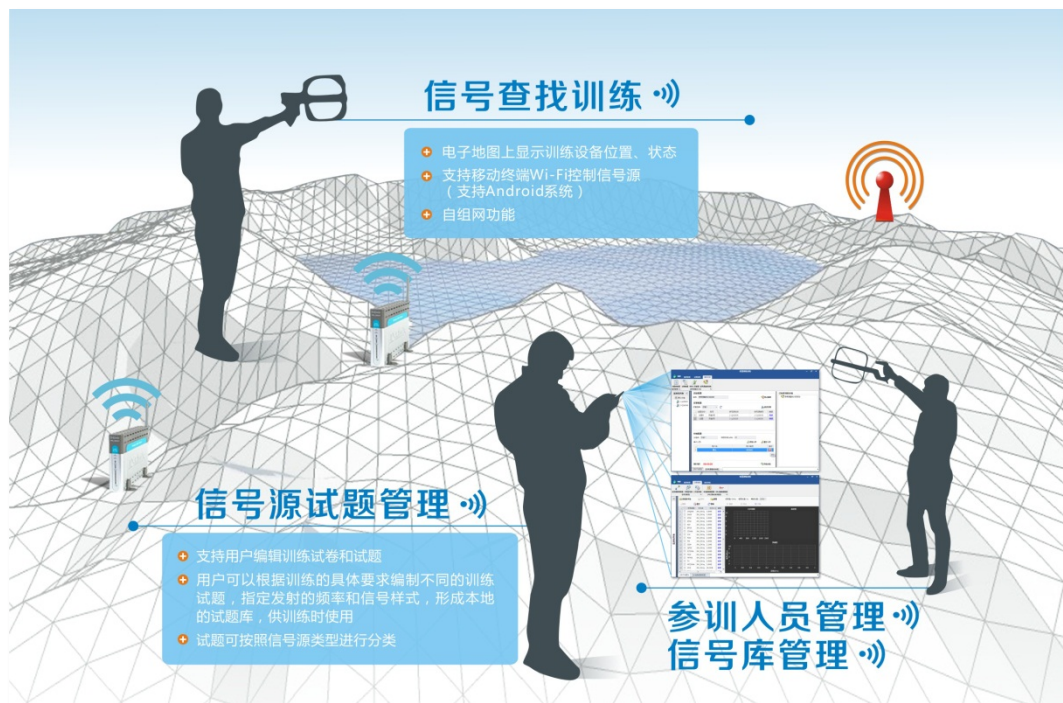 信号查找训练
电子地图上显示训练设备位置、状态
支持移动终端Wi-Fi控制信号源
（支持Android系统）
自组网功能
信号源试题管理
支持用户编辑训练试卷和试题
用户可以根据训练的具体要求编制不同的训练
试题，指定发射的频率和信号样式，形成本地
的试题库，供训练时使用
试题可按照信号源类型进行分类
参训人员管理
信号库管理